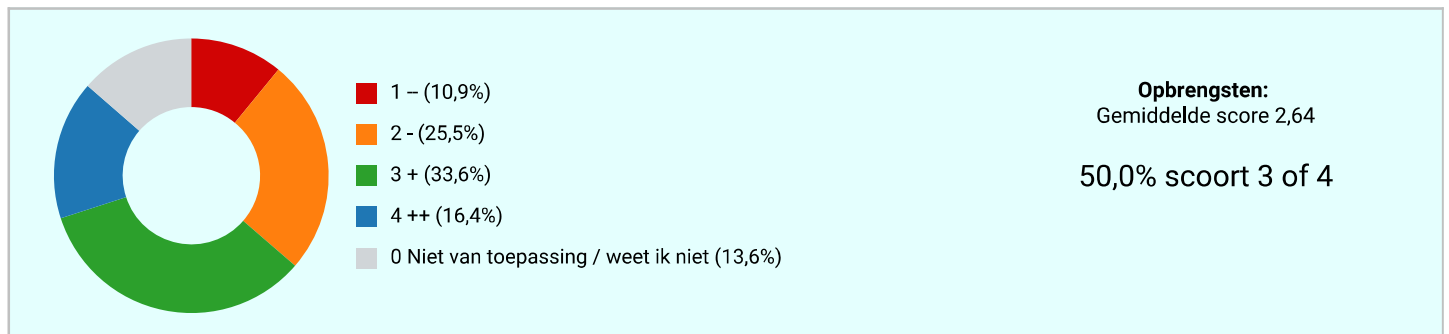 1 – (10,9%)
2 - (25,5%)
3 + (33,6%)
4 ++ (16,4%)
0 Niet van toepassing / weet ik niet (13,6%)
Opbrengsten:
Gemiddelde score 2,64
50,0% scoort 3 of 4